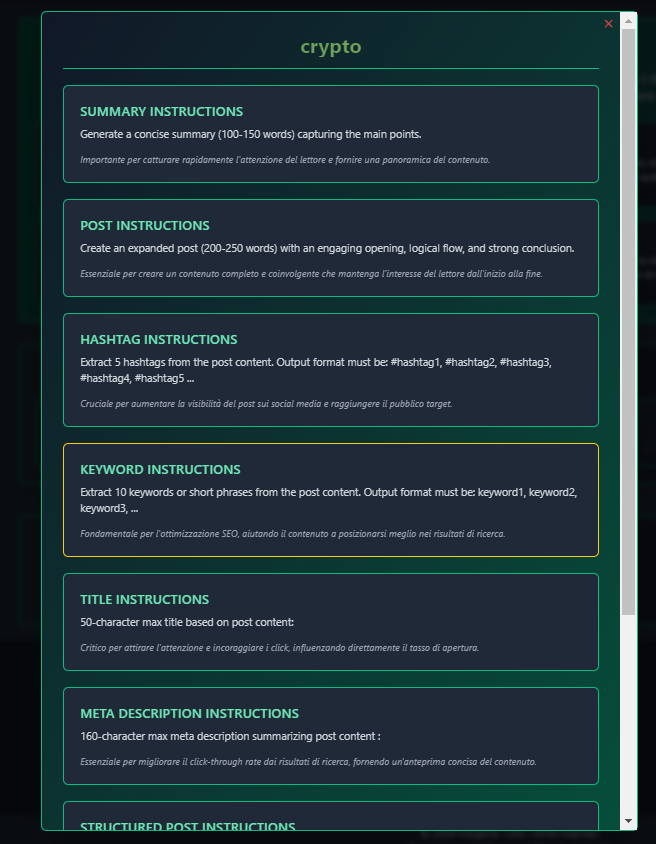 crypto
SUMMARY INSTRUCTIONS
Generate a concise summary (100-150 words) capturing the main points.
Importante per catturare rapidamente l'attenzione del lettore e fornire una panoramica del contenuto.
POST INSTRUCTIONS
Create an expanded post (200-250 words) with an engaging opening, logical flow, and strong conclusion.
Essenziale per creare un contenuto completo e coinvolgente che mantenga l'interesse del lettore dall'inizio alla fine.
HASHTAG INSTRUCTIONS
Extract 5 hashtags from the post content. Output format must be: #hashtag1, #hashtag2, #hashtag3,
#hashtag4, #hashtag5 ...
Cruciale per aumentare la visibilità del post sui social media e raggiungere il pubblico target.
KEYWORD INSTRUCTIONS
Extract 10 keywords or short phrases from the post content. Output format must be: keyword1, keyword2,
keyword3, ...
Fondamentale per l'ottimizzazione SEO, aiutando il contenuto a posizionarsi meglio nei risultati di ricerca.
TITLE INSTRUCTIONS
50-character max title based on post content:
Critico per attirare l'attenzione e incoraggiare i click, influenzando direttamente il tasso di apertura.
META DESCRIPTION INSTRUCTIONS
160-character max meta description summarizing post content :
Essenziale per migliorare il click-through rate dai risultati di ricerca, fornendo un'anteprima concisa del contenuto.
STRUCTURED POST INSTRUCTIONS